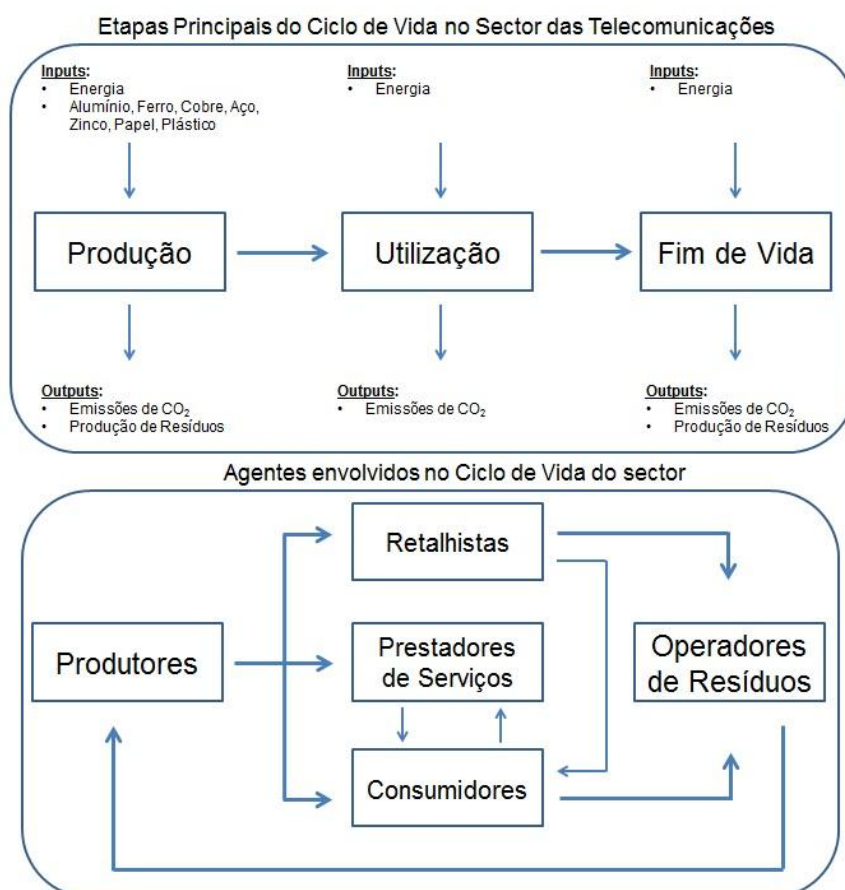 Etapas Principais do Ciclo de Vida no Sector das Telecomunicações
Inputs:
• Energia
• Alumínio, Ferro, Cobre, Aço,
Zinco, Papel, Plástico
Inputs:
• Energia
Inputs:
• Energia
Produção
Utilização
Fim de Vida
Outputs:
• Emissões de CO₂
• Produção de Resíduos
Outputs:
• Emissões de CO₂
Outputs:
• Emissões de CO₂
• Produção de Resíduos
Agentes envolvidos no Ciclo de Vida do sector
Retalhistas
Produtores
Prestadores
de Serviços
Operadores
de Resíduos
Consumidores